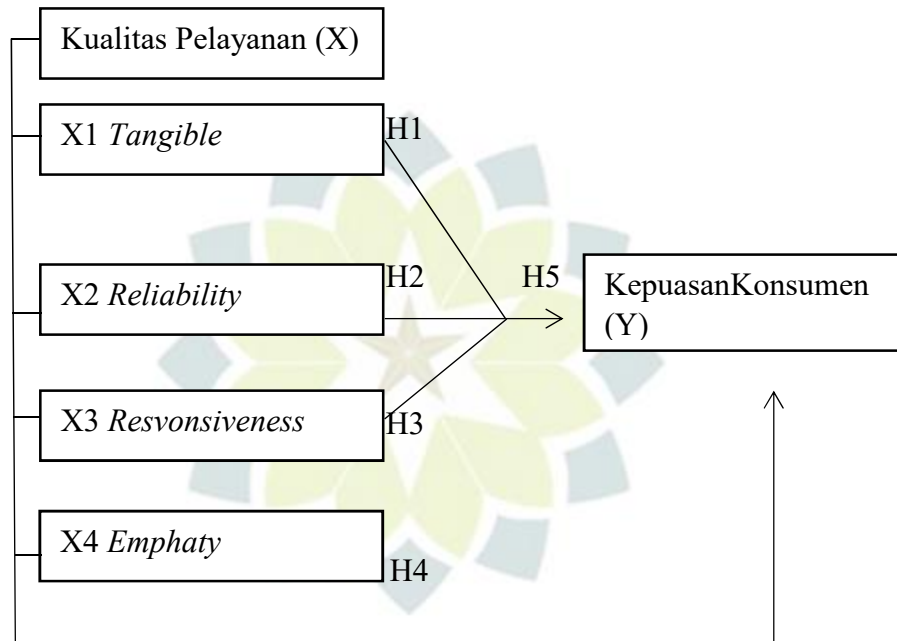 Kualitas Pelayanan (X)
X1 Tangible
H1
X2 Reliability
H2
H5
KepuasanKonsumen
(Y)
X3 Resvonsiveness
H3
X4 Emphaty
H4